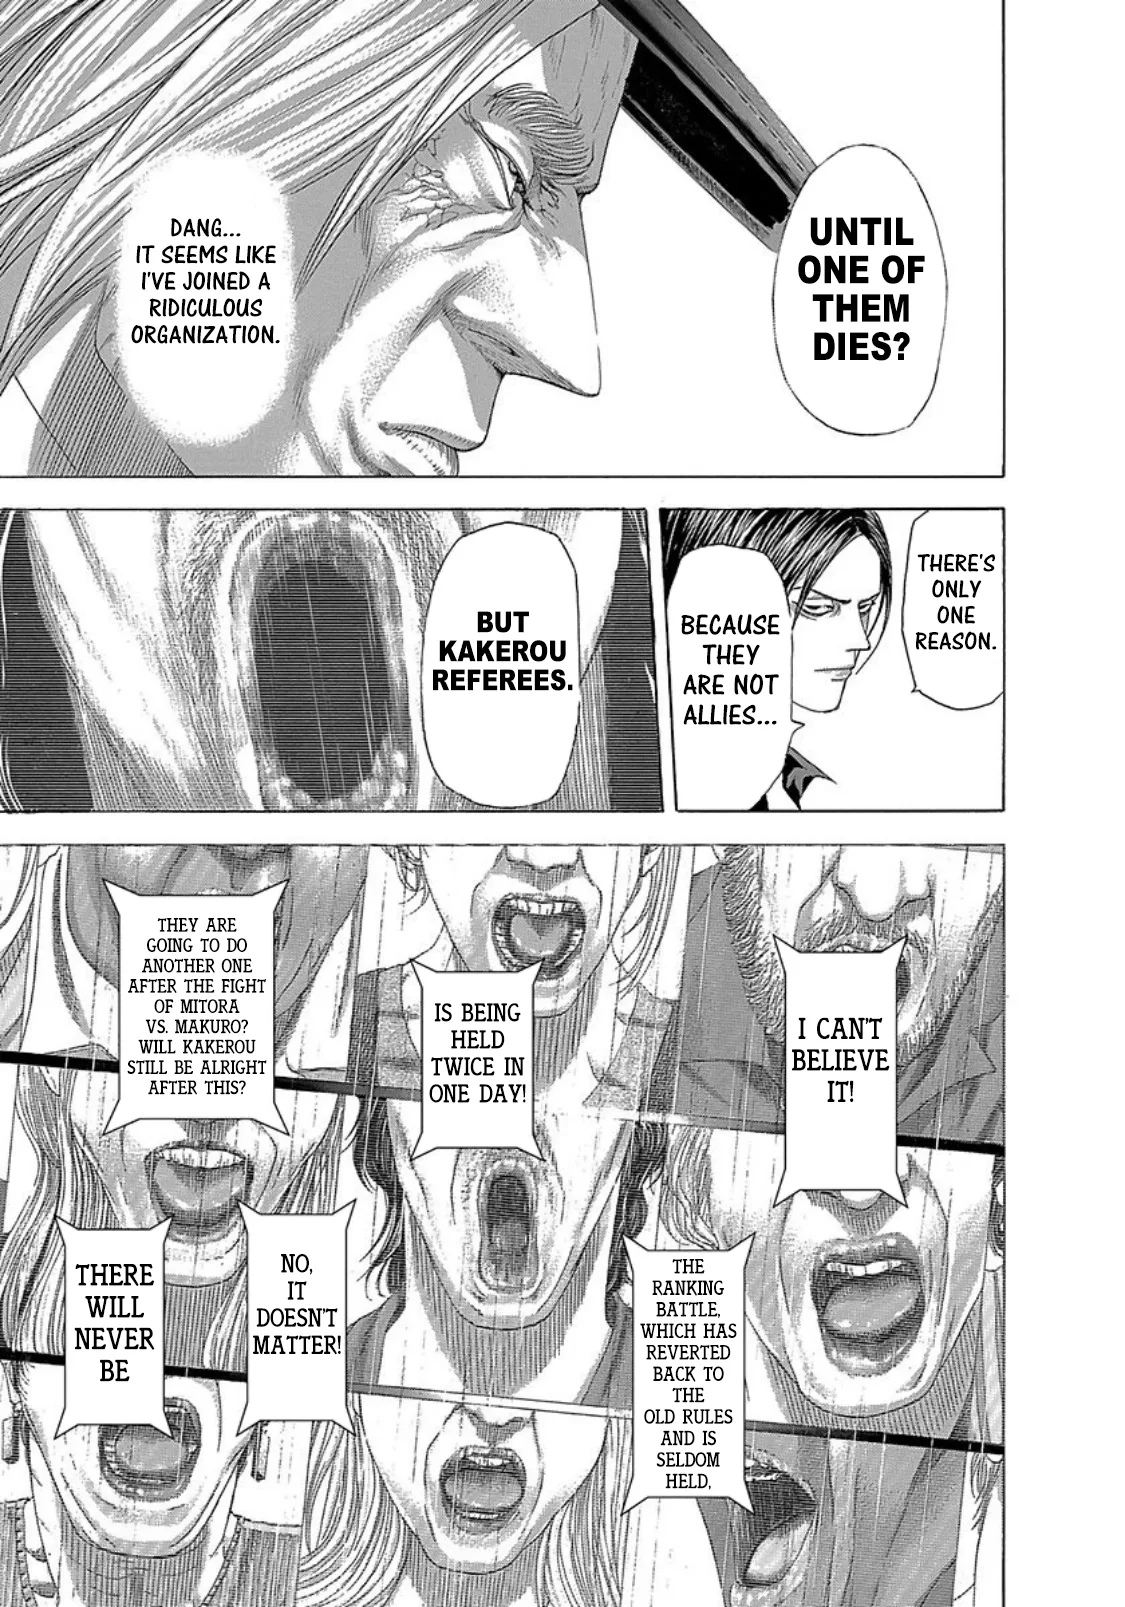 UNTIL
ONE OF
THEM
DIES?
DANG...
IT SEEMS LIKE
I'VE JOINED A
RIDICULOUS
ORGANIZATION.
THERE'S
ONLY
ONE
REASON.
BECAUSE
THEY
ARE NOT
ALLIES...
BUT
KAKEROU
REFEREES.
I CAN'T
BELIEVE
IT!
THE
RANKING
BATTLE,
WHICH HAS
REVERTED
BACK TO
THE
OLD RULES
AND IS
SELDOM
HELD,
IS BEING
HELD
TWICE IN
ONE DAY!
THEY ARE
GOING TO DO
ANOTHER ONE
AFTER THE FIGHT
OF MITORA
VS. MAKURO?
WILL KAKEROU
STILL BE ALRIGHT
AFTER THIS?
NO,
IT
DOESN'T
MATTER!
THERE
WILL
NEVER
BE